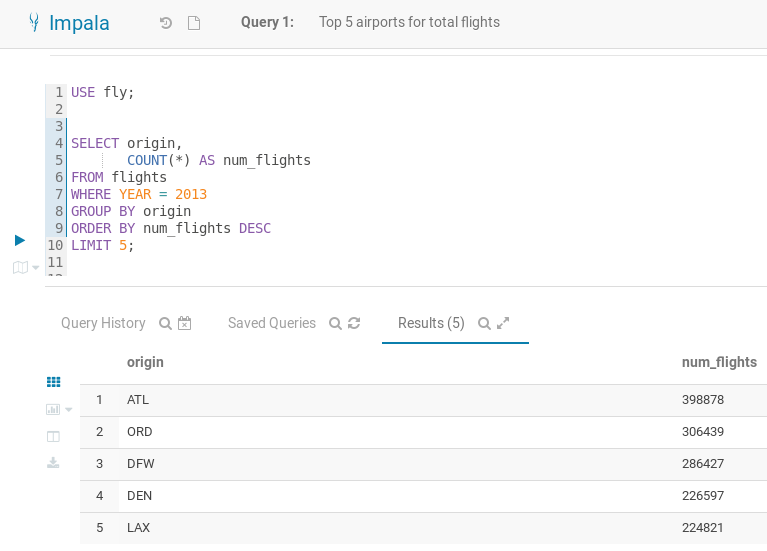 Impala Query 1: Top 5 airports for total flights
1 USE fly;
2
3
4 SELECT origin,
5 COUNT(*) AS num_flights
6 FROM flights
7 WHERE YEAR = 2013
8 GROUP BY origin
9 ORDER BY num_flights DESC
10 LIMIT 5;
11
Query History Saved Queries Results (5)
origin num_flights
1 ATL 398878
2 ORD 306439
3 DFW 286427
4 DEN 226597
5 LAX 224821